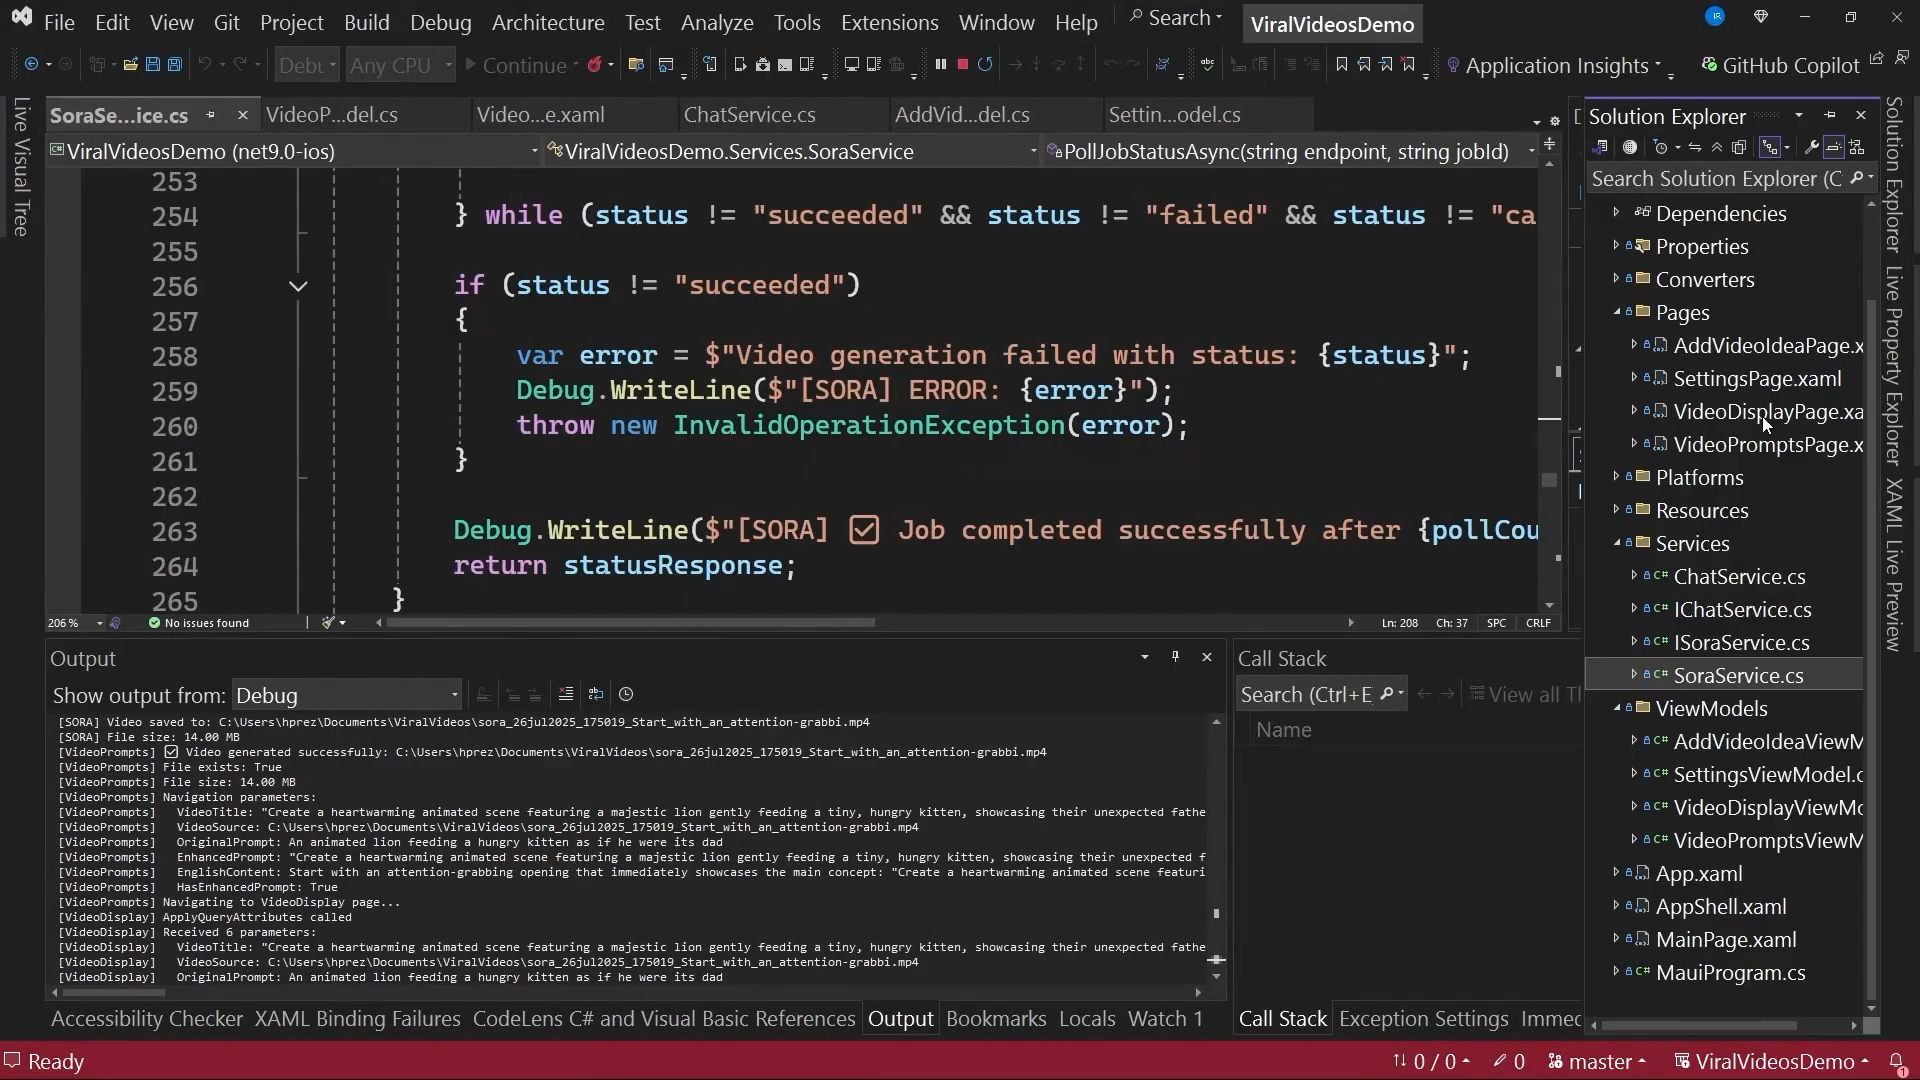 File Edit View Git Project Build Debug Architecture Test Analyze Tools Extensions Window Help Search ViralVideosDemo IR
Debu Any CPU Continue Application Insights GitHub Copilot
Live Visual Tree
SoraSe...ice.cs VideoP...del.cs Video...e.xaml ChatService.cs AddVid...del.cs Settin...odel.cs
ViralVideosDemo (net9.0-ios) ViralVideosDemo.Services.SoraService PollJobStatusAsync(string endpoint, string jobId)
253
254 } while (status != "succeeded" && status != "failed" && status != "ca
255
256 if (status != "succeeded")
257 {
258 var error = $"Video generation failed with status: {status}";
259 Debug.WriteLine($"[SORA] ERROR: {error}");
260 throw new InvalidOperationException(error);
261 }
262
263 Debug.WriteLine($"[SORA] ✅ Job completed successfully after {pollCou
264 return statusResponse;
265 }
206 % No issues found Ln: 208 Ch: 37 SPC CRLF
Output
Show output from: Debug
[SORA] Video saved to: C:\Users\hprez\Documents\ViralVideos\sora_26jul2025_175019_Start_with_an_attention-grabbi.mp4
[SORA] File size: 14.00 MB
[VideoPrompts] ✅ Video generated successfully: C:\Users\hprez\Documents\ViralVideos\sora_26jul2025_175019_Start_with_an_attention-grabbi.mp4
[VideoPrompts] File exists: True
[VideoPrompts] File size: 14.00 MB
[VideoPrompts] Navigation parameters:
[VideoPrompts] VideoTitle: "Create a heartwarming animated scene featuring a majestic lion gently feeding a tiny, hungry kitten, showcasing their unexpected fathe
[VideoPrompts] VideoSource: C:\Users\hprez\Documents\ViralVideos\sora_26jul2025_175019_Start_with_an_attention-grabbi.mp4
[VideoPrompts] OriginalPrompt: An animated lion feeding a hungry kitten as if he were its dad
[VideoPrompts] EnhancedPrompt: "Create a heartwarming animated scene featuring a majestic lion gently feeding a tiny, hungry kitten, showcasing their unexpected f
[VideoPrompts] EnglishContent: Start with an attention-grabbing opening that immediately showcases the main concept: "Create a heartwarming animated scene featuri
[VideoPrompts] HasEnhancedPrompt: True
[VideoPrompts] Navigating to VideoDisplay page...
[VideoDisplay] ApplyQueryAttributes called
[VideoDisplay] Received 6 parameters:
[VideoDisplay] VideoTitle: "Create a heartwarming animated scene featuring a majestic lion gently feeding a tiny, hungry kitten, showcasing their unexpected fathe
[VideoDisplay] VideoSource: C:\Users\hprez\Documents\ViralVideos\sora_26jul2025_175019_Start_with_an_attention-grabbi.mp4
[VideoDisplay] OriginalPrompt: An animated lion feeding a hungry kitten as if he were its dad
Accessibility Checker XAML Binding Failures CodeLens C# and Visual Basic References Output Bookmarks Locals Watch 1
Call Stack
Search (Ctrl+E View all Th
Name
Call Stack Exception Settings Immed
Solution Explorer
Search Solution Explorer (C
Dependencies
Properties
Converters
Pages
AddVideoIdeaPage.x
SettingsPage.xaml
VideoDisplayPage.xa
VideoPromptsPage.x
Platforms
Resources
Services
C# ChatService.cs
C# IChatService.cs
C# ISoraService.cs
C# SoraService.cs
ViewModels
C# AddVideoIdeaViewM
C# SettingsViewModel.c
C# VideoDisplayViewMo
C# VideoPromptsViewM
App.xaml
AppShell.xaml
MainPage.xaml
C# MauiProgram.cs
Solution Explorer
Live Property Explorer
XAML Live Preview
Ready 0 / 0 0 master ViralVideosDemo 1